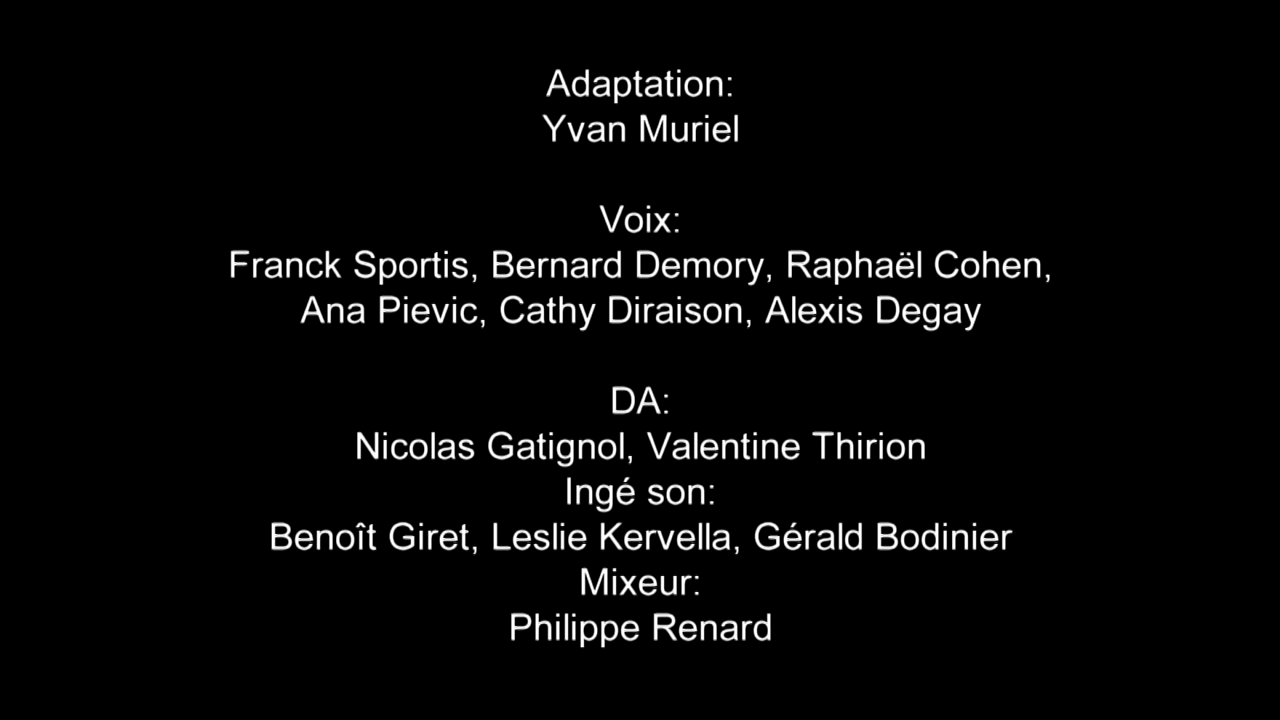 Adaptation:
Yvan Muriel
Voix:
Franck Sportis, Bernard Demory, Raphaël Cohen,
Ana Pievic, Cathy Diraison, Alexis Degay
DA:
Nicolas Gatignol, Valentine Thirion
Ingé son:
Benoît Giret, Leslie Kervella, Gérald Bodinier
Mixeur:
Philippe Renard